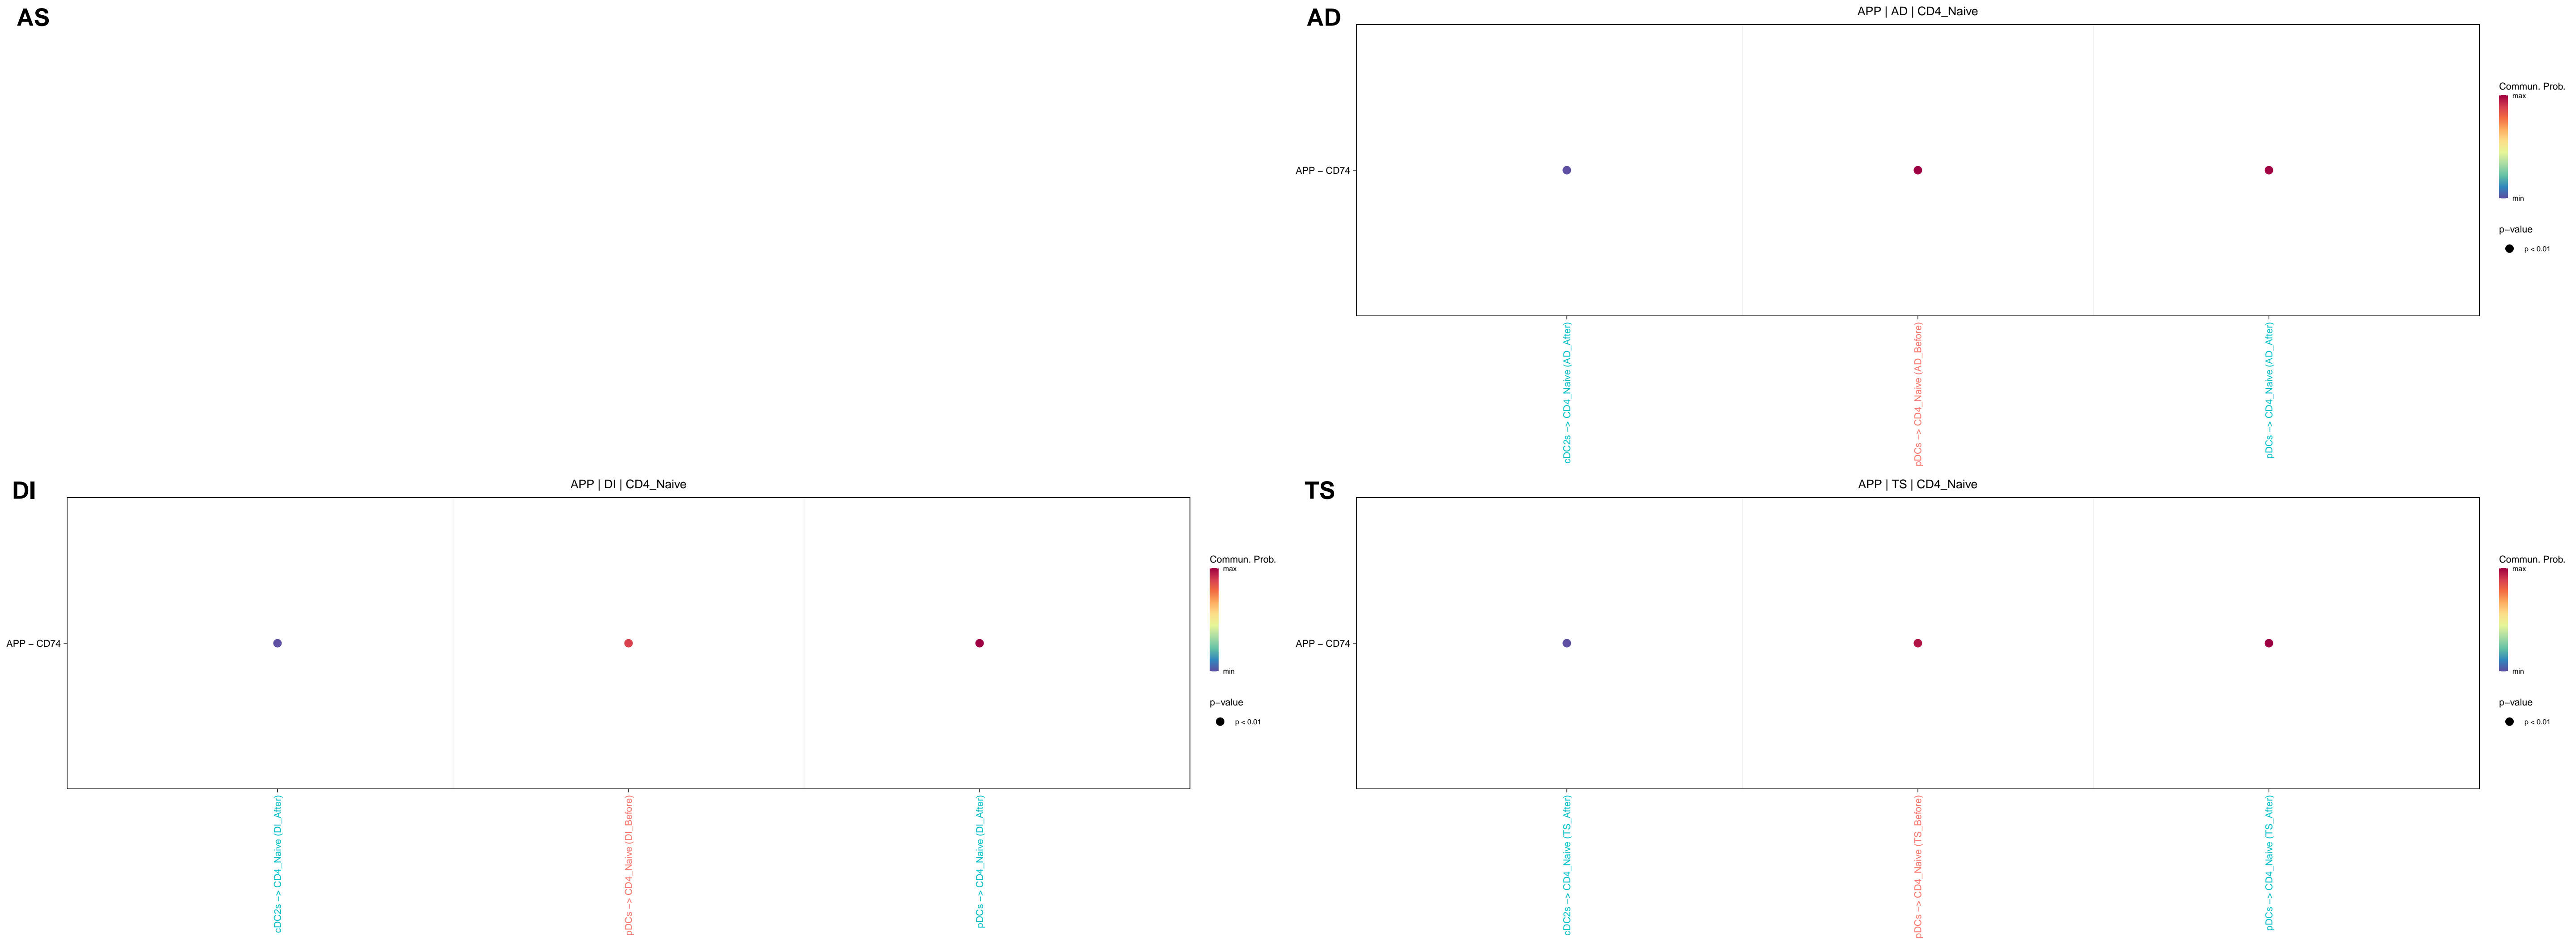 AS
AD
APP | AD | CD4_Naive
APP − CD74
cDC2s −> CD4_Naive (AD_After)
pDCs −> CD4_Naive (AD_Before)
pDCs −> CD4_Naive (AD_After)
Commun. Prob.
max
min
p−value
p < 0.01
DI
APP | DI | CD4_Naive
APP − CD74
cDC2s −> CD4_Naive (DI_After)
pDCs −> CD4_Naive (DI_Before)
pDCs −> CD4_Naive (DI_After)
Commun. Prob.
max
min
p−value
p < 0.01
TS
APP | TS | CD4_Naive
APP − CD74
cDC2s −> CD4_Naive (TS_After)
pDCs −> CD4_Naive (TS_Before)
pDCs −> CD4_Naive (TS_After)
Commun. Prob.
max
min
p−value
p < 0.01